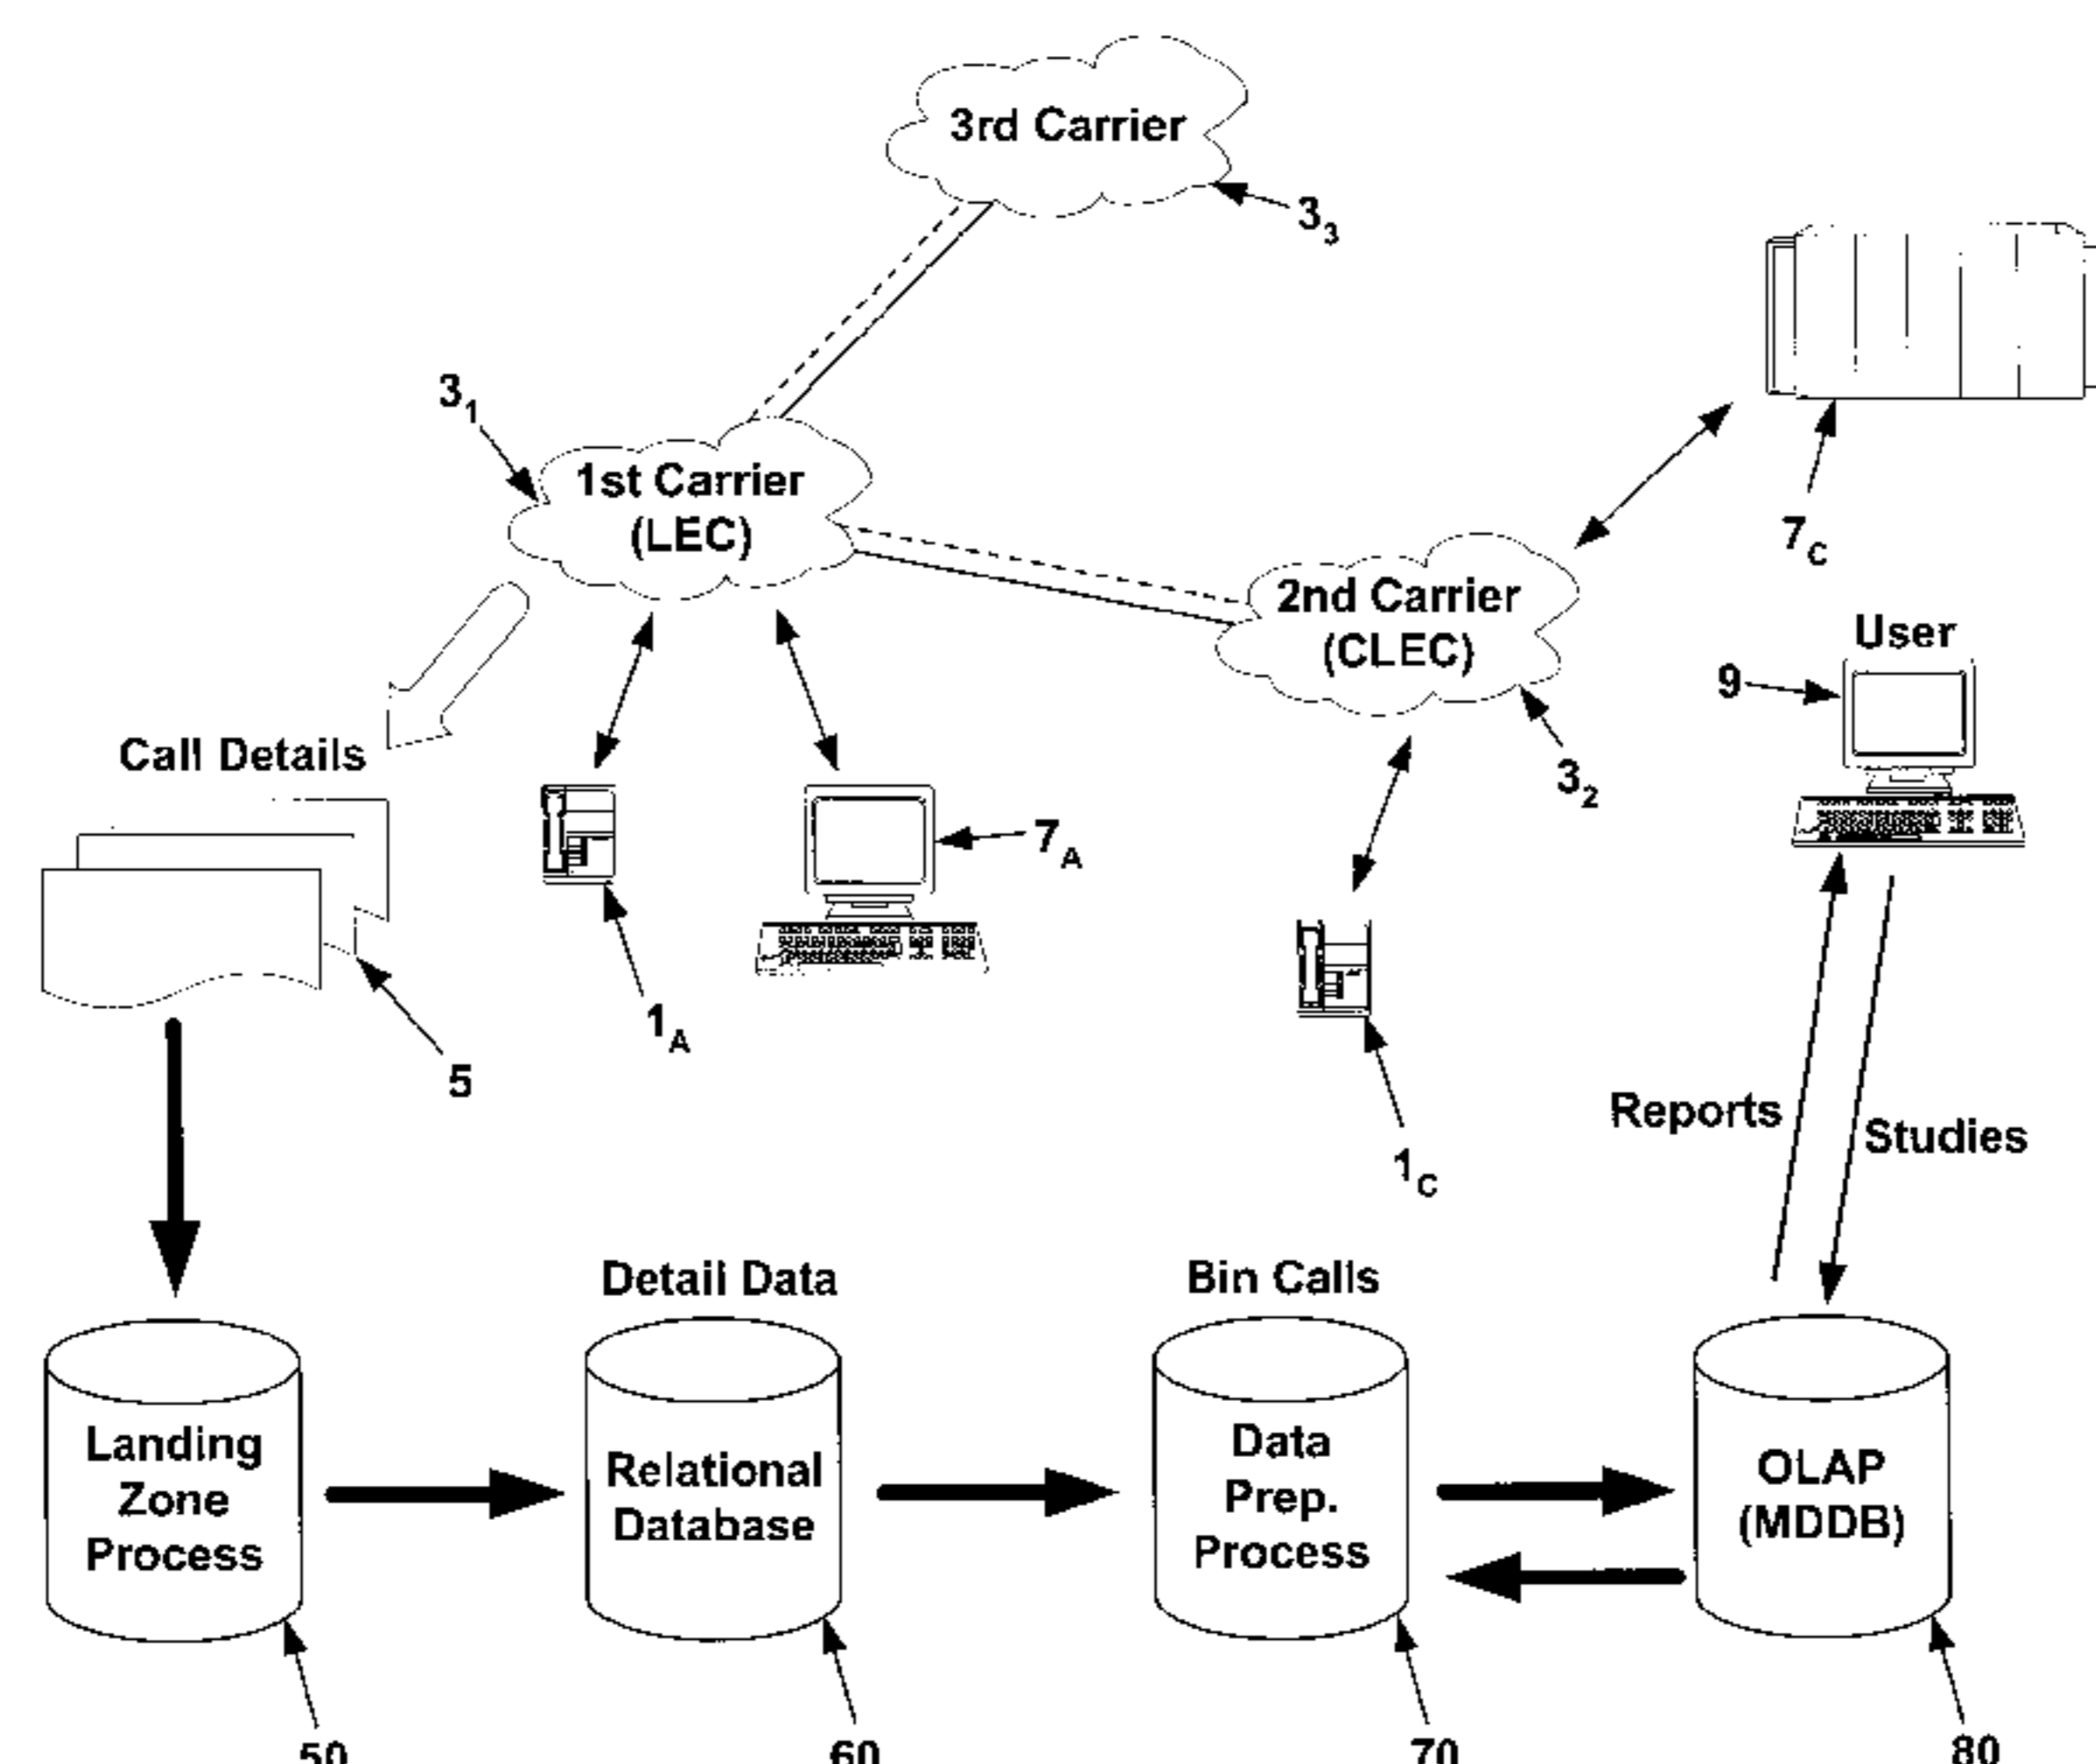 3rd Carrier
3₃
3₁
1st Carrier
(LEC)
7C
2nd Carrier
(CLEC)
User
9
Call Details
3₂
7A
1A
5
Reports
Studies
1C
Detail Data
Bin Calls
Landing
Zone
Process
Relational
Database
Data
Prep.
Process
OLAP
(MDDB)
50
60
70
80